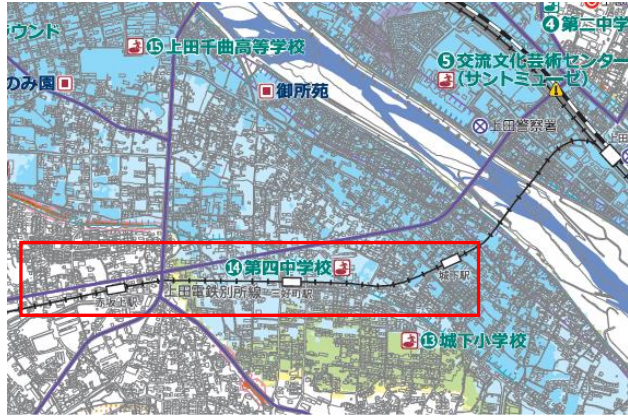 ④第二中学
ラウンド
⑮上田千曲高等学校
⑤交流文化芸術センター
(サントミューゼ)
のみ園
御所苑
上田警察署
上田
⑭第四中学校
城下駅
上田電鉄別所線
三好町駅
赤坂上駅
⑬城下小学校